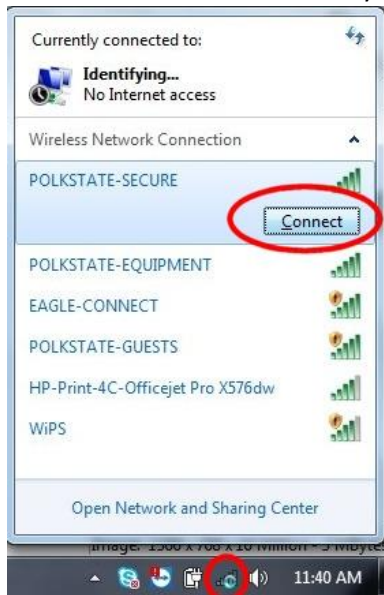 Currently connected to:
Identifying...
No Internet access
Wireless Network Connection
POLKSTATE-SECURE
Connect
POLKSTATE-EQUIPMENT
EAGLE-CONNECT
POLKSTATE-GUESTS
HP-Print-4C-Officejet Pro X576dw
WiPS
Open Network and Sharing Center
11:40 AM